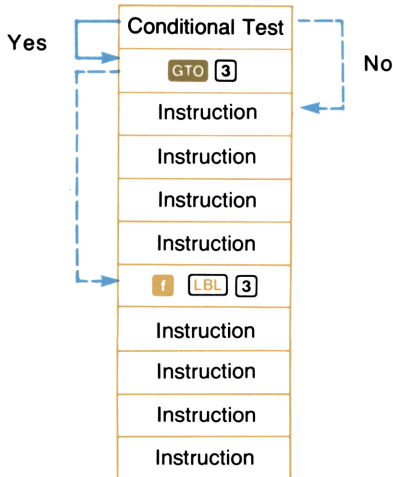 Conditional Test
Yes
No
GTO 3
Instruction
Instruction
Instruction
Instruction
f LBL 3
Instruction
Instruction
Instruction
Instruction